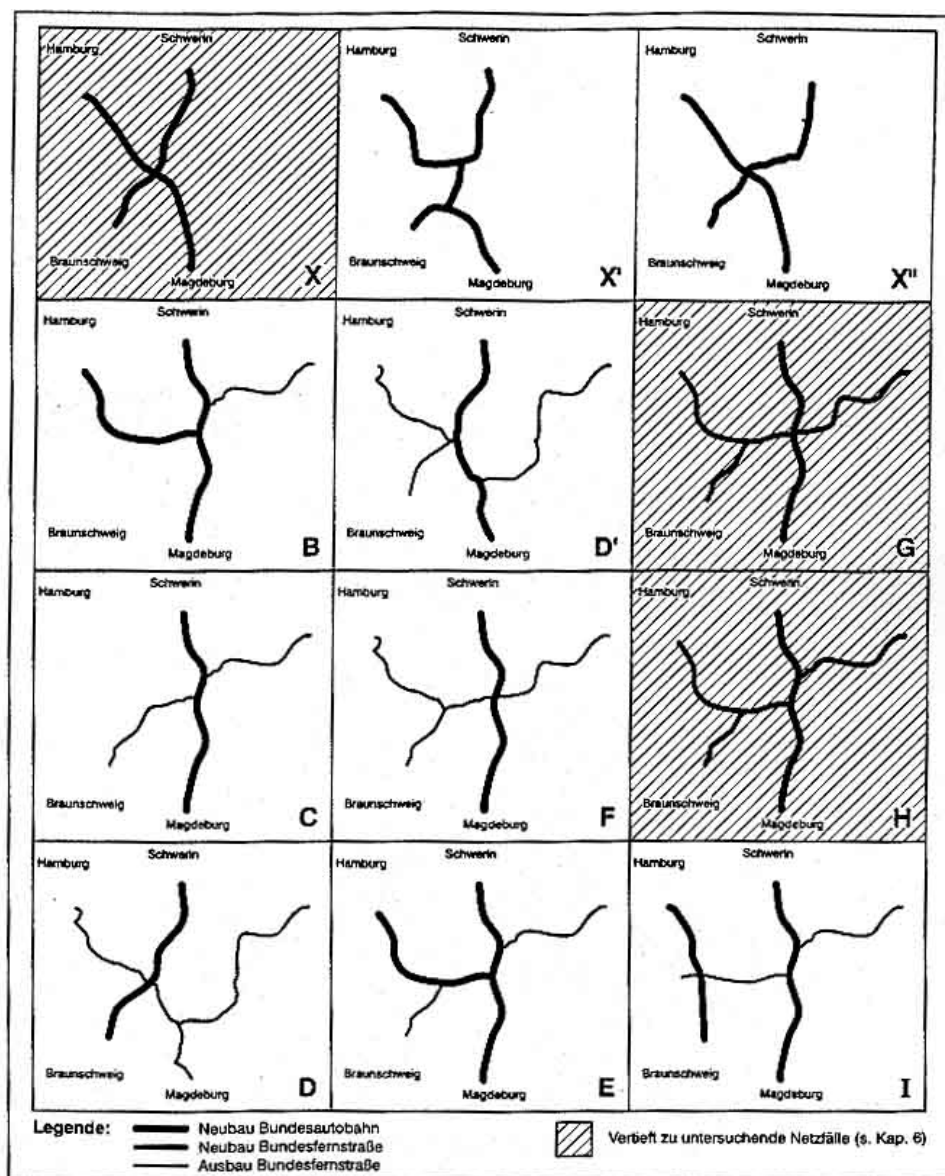 Schwerin
Hamburg
Braunschweig
Magdeburg
X
Schwerin
Hamburg
Braunschweig
Magdeburg
X'
Schwerin
Hamburg
Braunschweig
Magdeburg
X"
Schwerin
Hamburg
Braunschweig
Magdeburg
B
Schwerin
Hamburg
Braunschweig
Magdeburg
D'
Schwerin
Hamburg
Braunschweig
Magdeburg
G
Schwerin
Hamburg
Braunschweig
Magdeburg
C
Schwerin
Hamburg
Braunschweig
Magdeburg
F
Schwerin
Hamburg
Braunschweig
Magdeburg
H
Schwerin
Hamburg
Braunschweig
Magdeburg
D
Schwerin
Hamburg
Braunschweig
Magdeburg
E
Schwerin
Hamburg
Braunschweig
Magdeburg
I
Legende:
Neubau Bundesautobahn
Neubau Bundesfernstraße
Ausbau Bundesfernstraße
Vertieft zu untersuchende Netzfälle (s. Kap. 6)